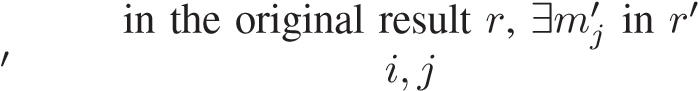 in the original result r, ∃m′_j in r′
′ i, j